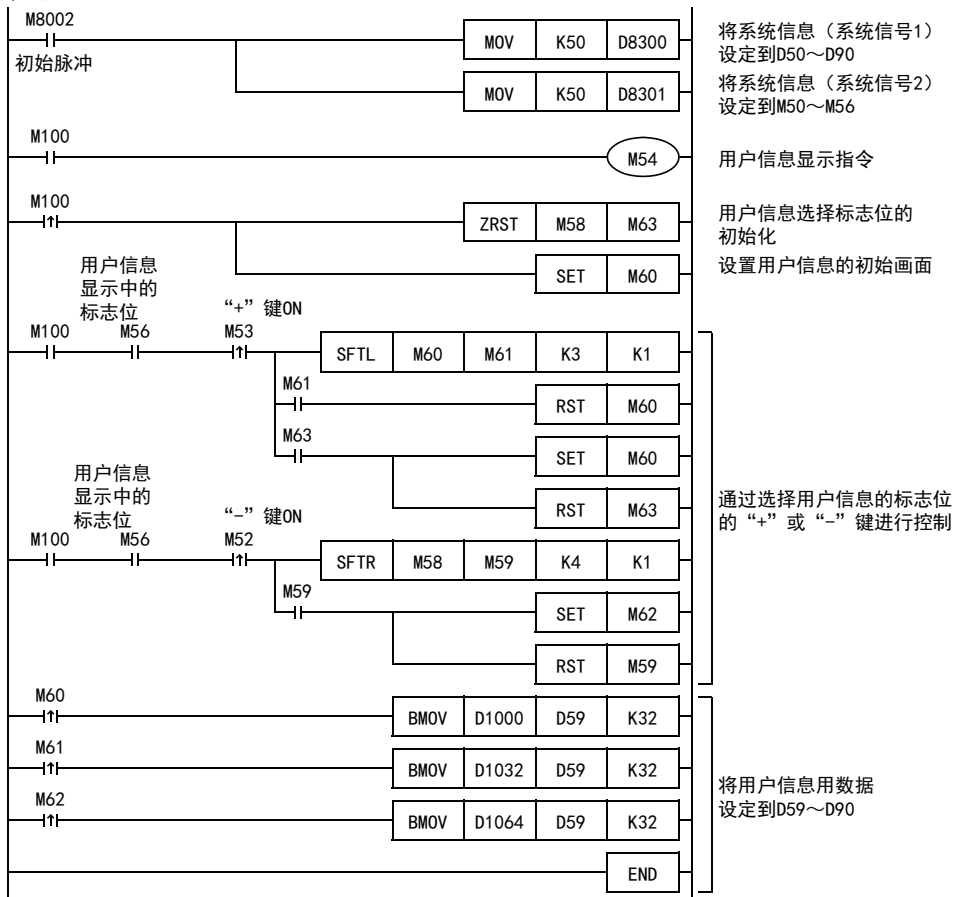 M8002
初始脉冲
MOV K50 D8300
将系统信息（系统信号1）
设定到D50～D90
MOV K50 D8301
将系统信息（系统信号2）
设定到M50～M56
M100
M54
用户信息显示指令
M100
ZRST M58 M63
用户信息选择标志位的
初始化
SET M60
设置用户信息的初始画面
用户信息
显示中的
标志位
“+”键ON
M100 M56 M53
SFTL M60 M61 K3 K1
M61
RST M60
M63
SET M60
RST M63
用户信息
显示中的
标志位
“-”键ON
M100 M56 M52
SFTR M58 M59 K4 K1
M59
SET M62
RST M59
通过选择用户信息的标志位
的“+”或“-”键进行控制
M60
BMOV D1000 D59 K32
M61
BMOV D1032 D59 K32
M62
BMOV D1064 D59 K32
将用户信息用数据
设定到D59～D90
END